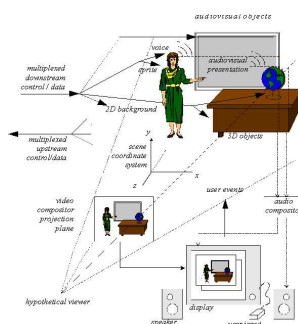 audiovisual objects
voice
multiplexed
downstream
control / data
sprite
audiovisual
presentation
2D background
3D objects
multiplexed
upstream
control/data
y
scene
coordinate
system
x
z
user events
video
compositor
projection
plane
audio
hypothetical viewer
display
speaker